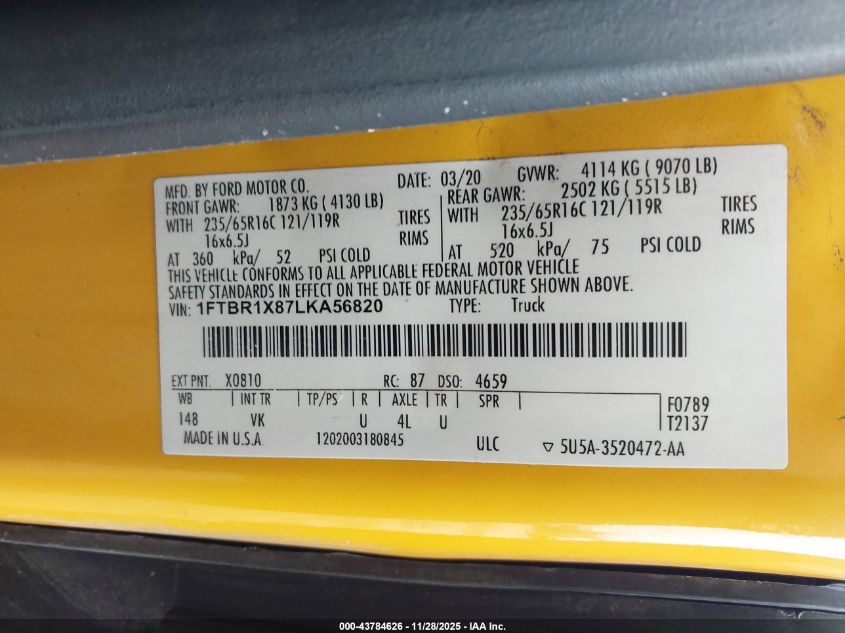 MFD. BY FORD MOTOR CO. DATE: 03/20 GVWR: 4114 KG ( 9070 LB)
FRONT GAWR: 1873 KG ( 4130 LB) REAR GAWR: 2502 KG ( 5515 LB)
WITH 235/65R16C 121/119R TIRES WITH 235/65R16C 121/119R TIRES
16x6.5J RIMS 16x6.5J RIMS
AT 360 kPa/ 52 PSI COLD AT 520 kPa/ 75 PSI COLD
THIS VEHICLE CONFORMS TO ALL APPLICABLE FEDERAL MOTOR VEHICLE
SAFETY STANDARDS IN EFFECT ON THE DATE OF MANUFACTURE SHOWN ABOVE.
VIN: 1FTBR1X87LKA56820 TYPE: Truck
EXT PNT. X0810 RC: 87 DSO: 4659
WB INT TR TP/PS R AXLE TR SPR F0789
148 VK U 4L U T2137
MADE IN U.S.A 1202003180845 ULC ▽ 5U5A-3520472-AA
000-43784626 - 11/28/2025 - IAA Inc.